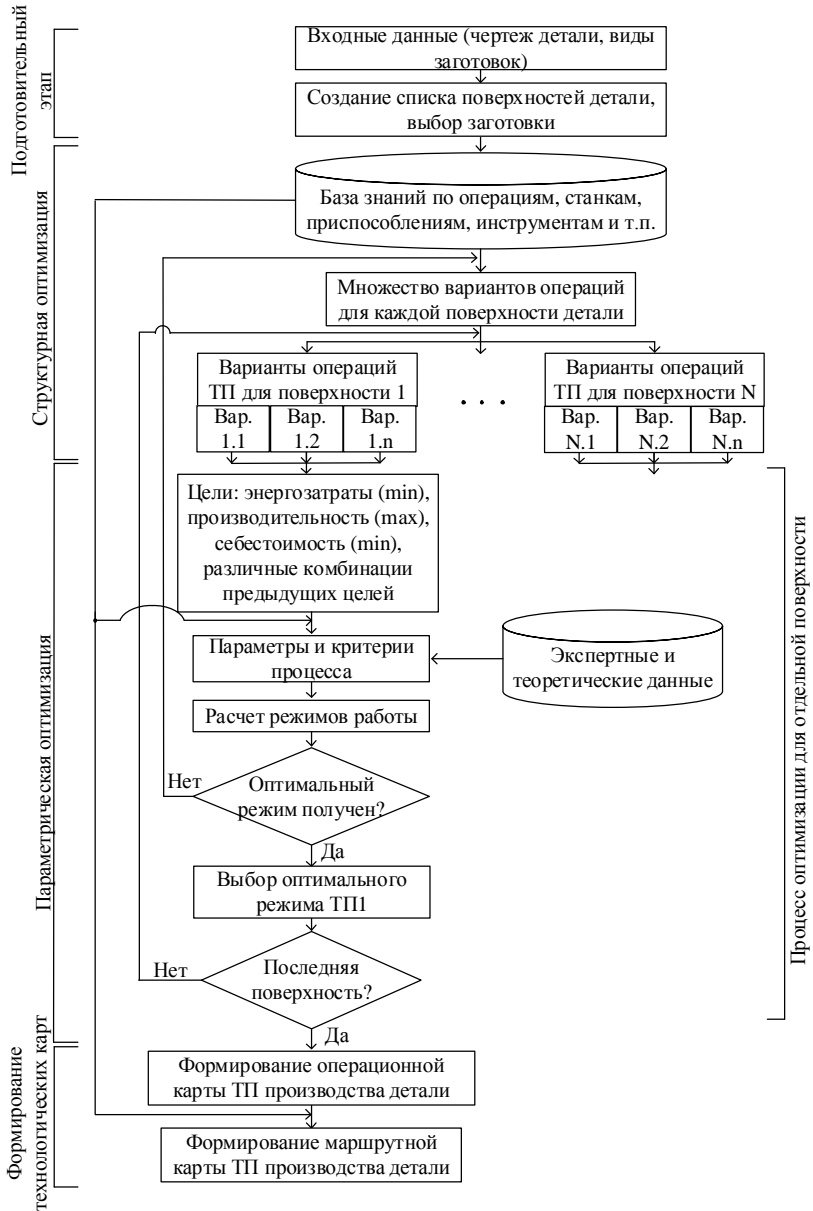 Подготовительный
этап
Входные данные (чертеж детали, виды
заготовок)
Создание списка поверхностей детали,
выбор заготовки
Структурная оптимизация
База знаний по операциям, станкам,
приспособлениям, инструментам и т.п.
Множество вариантов операций
для каждой поверхности детали
Варианты операций
ТП для поверхности 1
Вар.
1.1
Вар.
1.2
Вар.
1.n
. . .
Варианты операций
ТП для поверхности N
Вар.
N.1
Вар.
N.2
Вар.
N.n
Параметрическая оптимизация
Цели: энергозатраты (min),
производительность (max),
себестоимость (min),
различные комбинации
предыдущих целей
Параметры и критерии
процесса
Экспертные и
теоретические данные
Расчет режимов работы
Нет
Оптимальный
режим получен?
Да
Выбор оптимального
режима ТП1
Нет
Последняя
поверхность?
Да
Процесс оптимизации для отдельной поверхности
Формирование
технологических карт
Формирование операционной
карты ТП производства детали
Формирование маршрутной
карты ТП производства детали